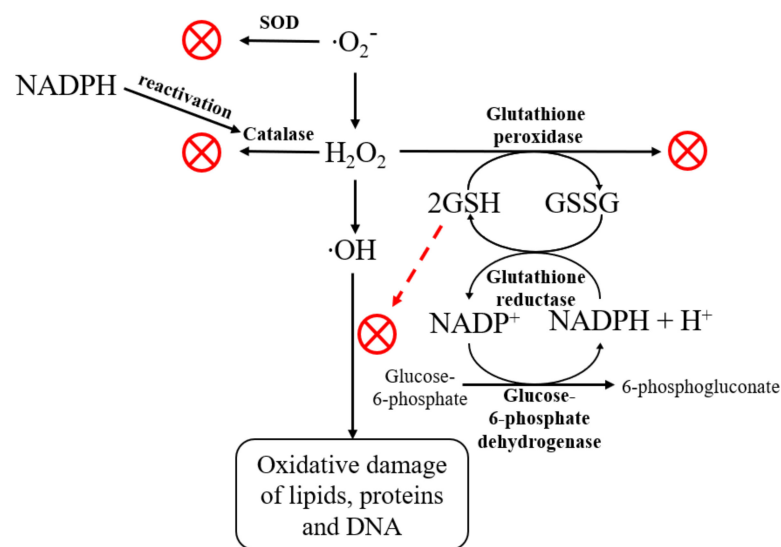 SOD
·O₂⁻
NADPH
reactivation
Catalase
H₂O₂
Glutathione
peroxidase
2GSH
GSSG
·OH
Glutathione
reductase
NADP⁺
NADPH + H⁺
Glucose-
6-phosphate
6-phosphogluconate
Glucose-
6-phosphate
dehydrogenase
Oxidative damage
of lipids, proteins
and DNA